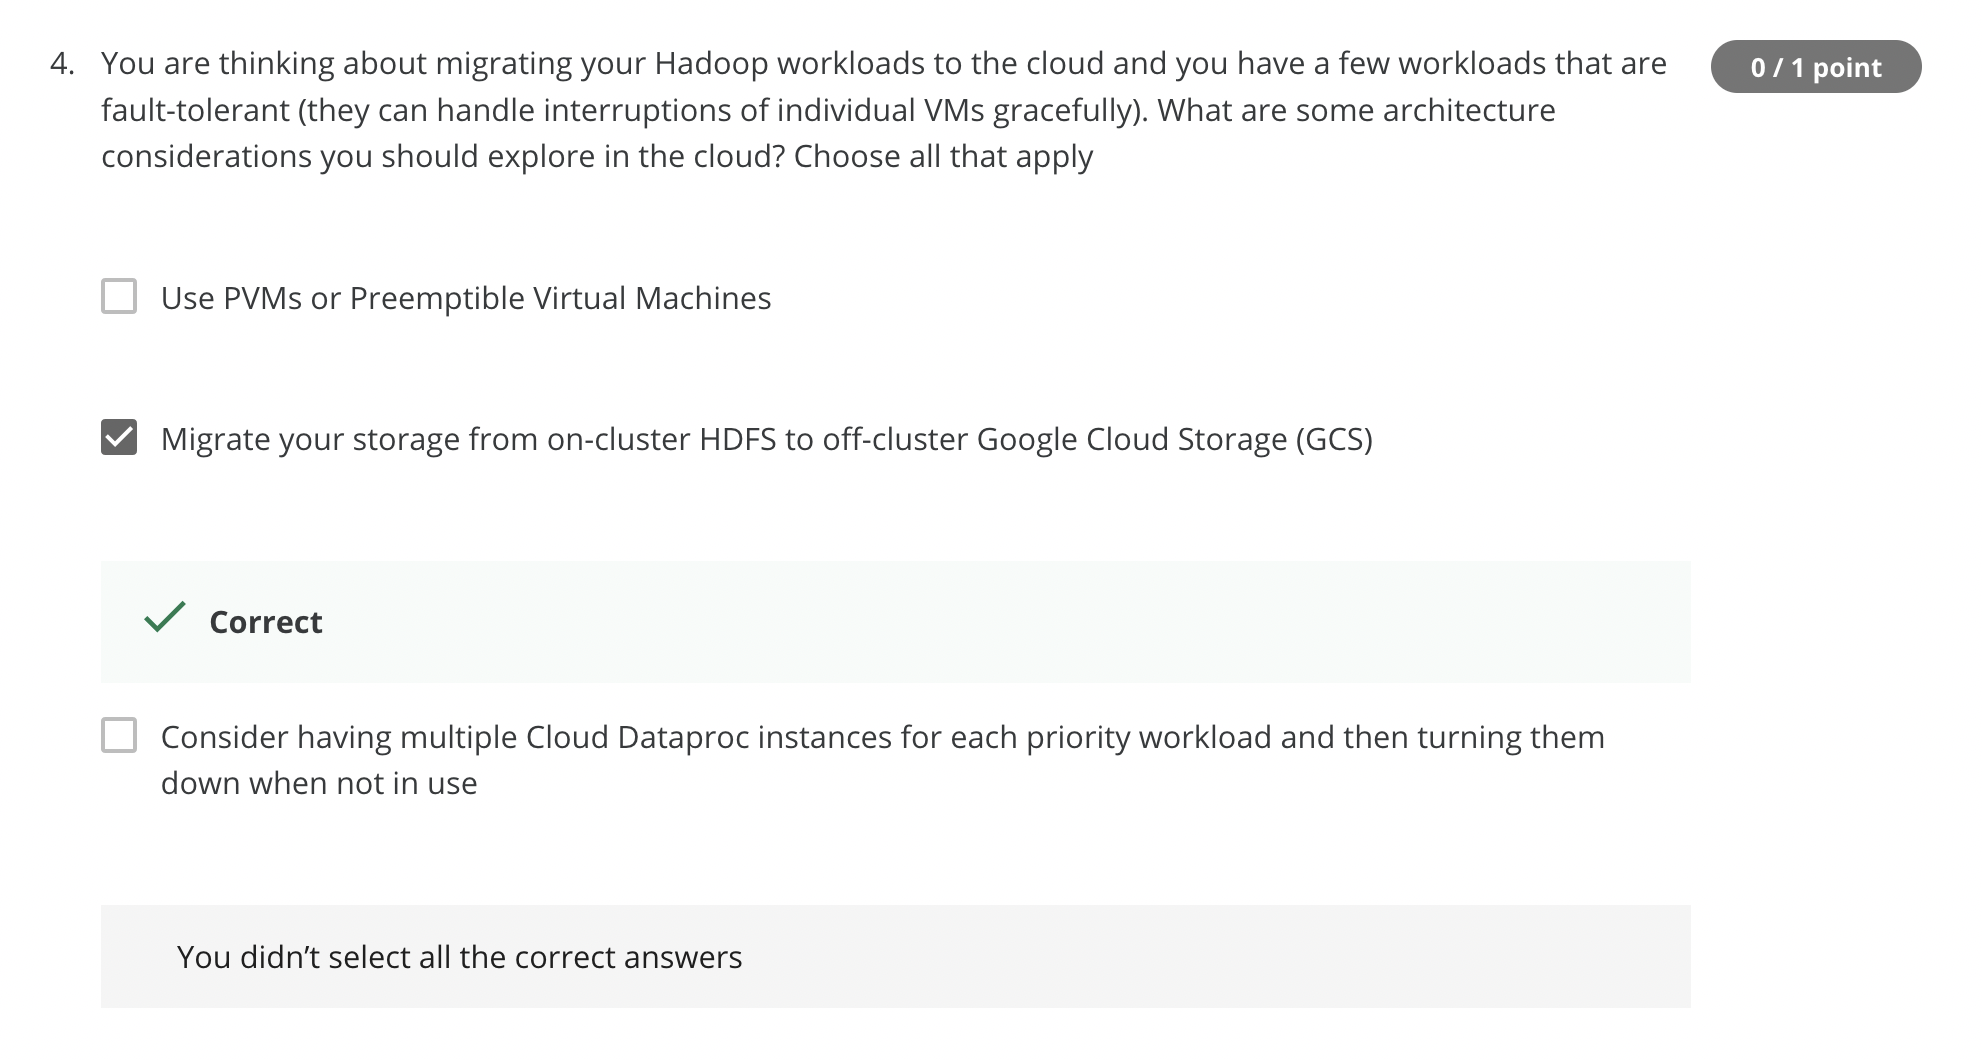 4. You are thinking about migrating your Hadoop workloads to the cloud and you have a few workloads that are
0 / 1 point
fault-tolerant (they can handle interruptions of individual VMs gracefully). What are some architecture
considerations you should explore in the cloud? Choose all that apply
Use PVMs or Preemptible Virtual Machines
Migrate your storage from on-cluster HDFS to off-cluster Google Cloud Storage (GCS)
Correct
Consider having multiple Cloud Dataproc instances for each priority workload and then turning them
down when not in use
You didn’t select all the correct answers